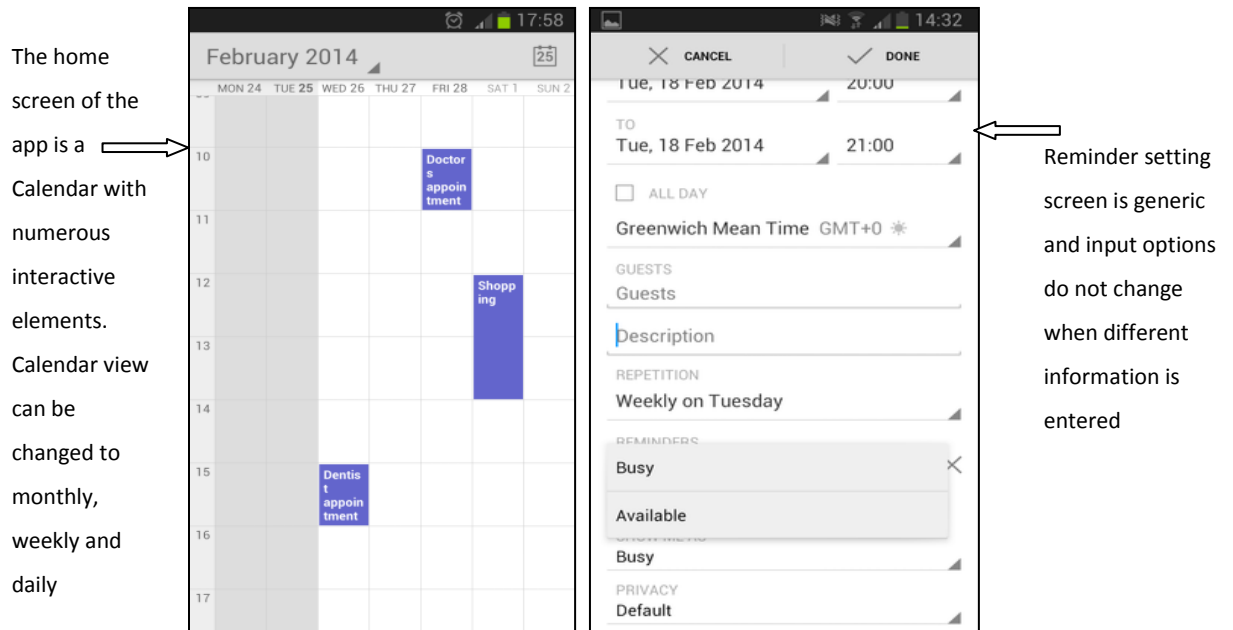 The home
screen of the
app is a
Calendar with
numerous
interactive
elements.
Calendar view
can be
changed to
monthly,
weekly and
daily
17:58
February 2014
25
MON 24 TUE 25 WED 26 THU 27 FRI 28 SAT 1 SUN 2
10
Doctor
s
appoin
tment
11
12
Shopp
ing
13
14
15
Dentis
t
appoin
tment
16
17
14:32
CANCEL DONE
Tue, 18 Feb 2014 20:00
TO
Tue, 18 Feb 2014 21:00
ALL DAY
Greenwich Mean Time GMT+0
GUESTS
Guests
Description
REPETITION
Weekly on Tuesday
REMINDERS
Busy
Available
SHOW ME AS
Busy
PRIVACY
Default
Reminder setting
screen is generic
and input options
do not change
when different
information is
entered